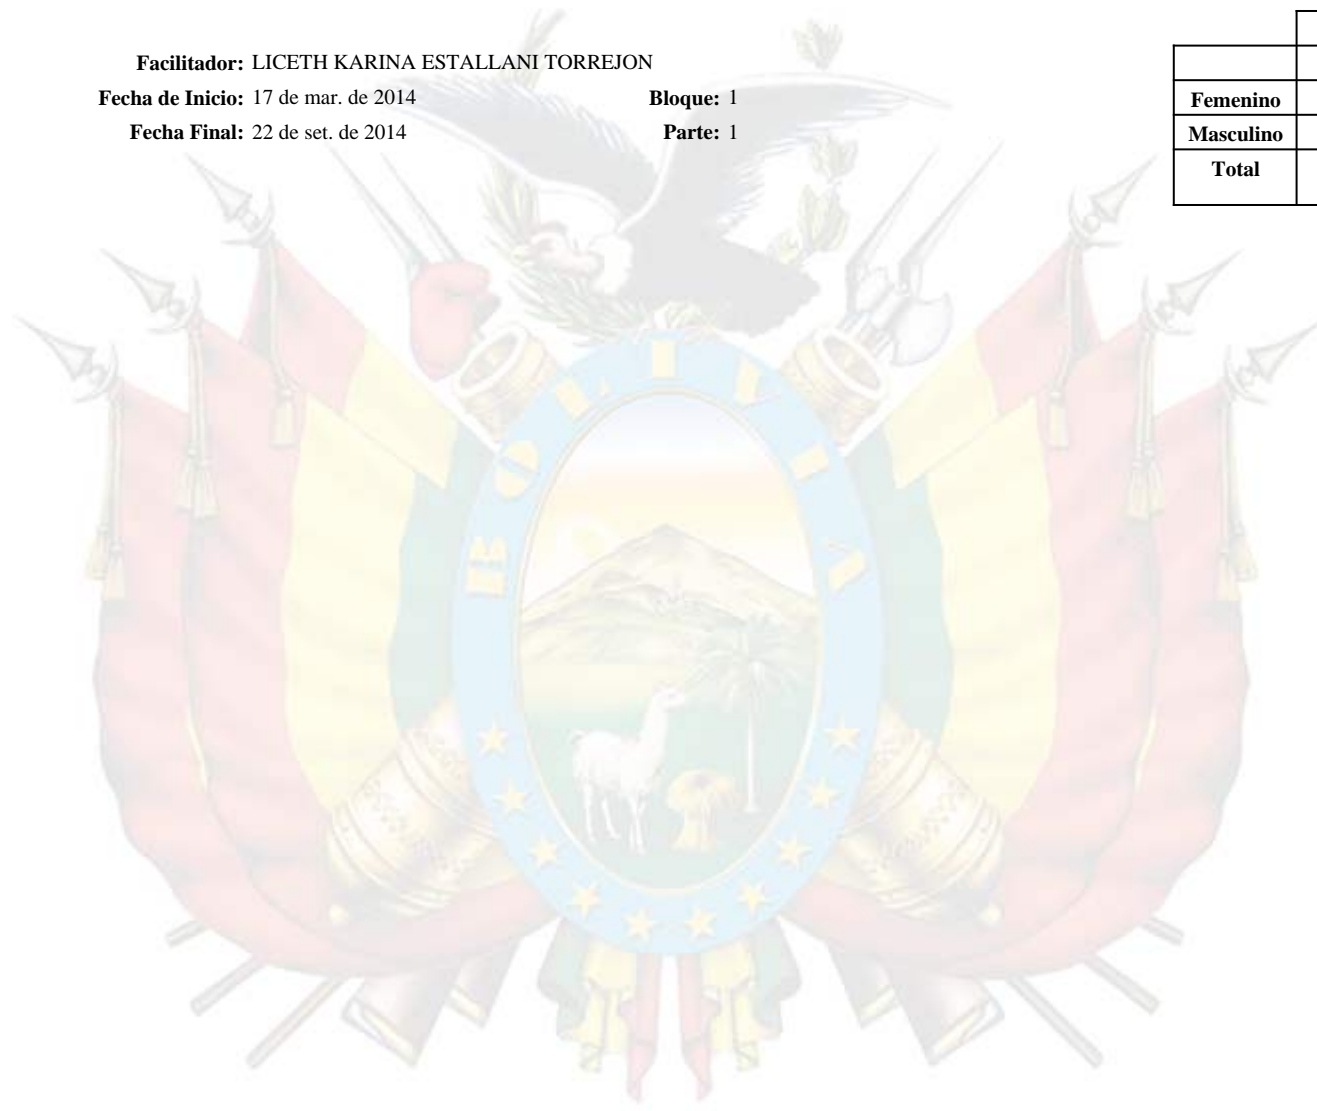 Facilitador: LICETH KARINA ESTALLANI TORREJON
Fecha de Inicio: 17 de mar. de 2014 Bloque: 1
Fecha Final: 22 de set. de 2014 Parte: 1
Femenino
Masculino
Total
BOLIVIA